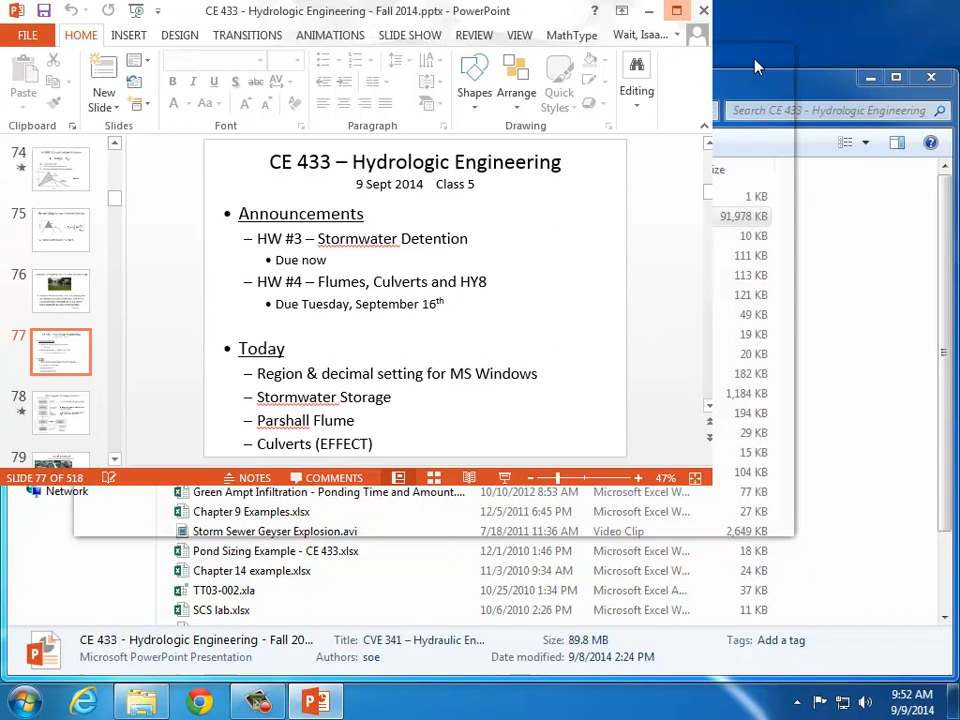 CE 433 - Hydrologic Engineering - Fall 2014.pptx - PowerPoint
FILE HOME INSERT DESIGN TRANSITIONS ANIMATIONS SLIDE SHOW REVIEW VIEW MathType Wait, Isaa...
Paste
New Slide
Shapes
Arrange
Quick Styles
Editing
Clipboard Slides Font Paragraph Drawing
Search CE 433 - Hydrologic Engineering
74
75
76
77
78
79
CE 433 – Hydrologic Engineering
9 Sept 2014 Class 5
• Announcements
– HW #3 – Stormwater Detention
• Due now
– HW #4 – Flumes, Culverts and HY8
• Due Tuesday, September 16th
• Today
– Region & decimal setting for MS Windows
– Stormwater Storage
– Parshall Flume
– Culverts (EFFECT)
ize
1 KB
91,978 KB
10 KB
111 KB
113 KB
121 KB
49 KB
19 KB
20 KB
182 KB
1,184 KB
194 KB
29 KB
15 KB
104 KB
SLIDE 77 OF 518 NOTES COMMENTS 47%
Network
Green Ampt Infiltration - Ponding Time and Amount.... 10/10/2012 8:53 AM Microsoft Excel W... 77 KB
Chapter 9 Examples.xlsx 12/5/2011 6:45 PM Microsoft Excel W... 27 KB
Storm Sewer Geyser Explosion.avi 7/18/2011 11:36 AM Video Clip 2,649 KB
Pond Sizing Example - CE 433.xlsx 12/1/2010 1:46 PM Microsoft Excel W... 18 KB
Chapter 14 example.xlsx 11/3/2010 9:34 AM Microsoft Excel W... 24 KB
TT03-002.xla 10/25/2010 1:34 PM Microsoft Excel W... 37 KB
SCS lab.xlsx 10/6/2010 2:26 PM Microsoft Excel W... 11 KB
CE 433 - Hydrologic Engineering - Fall 20... Title: CVE 341 – Hydraulic En... Size: 89.8 MB Tags: Add a tag
Microsoft PowerPoint Presentation Authors: soe Date modified: 9/8/2014 2:24 PM
9:52 AM
9/9/2014